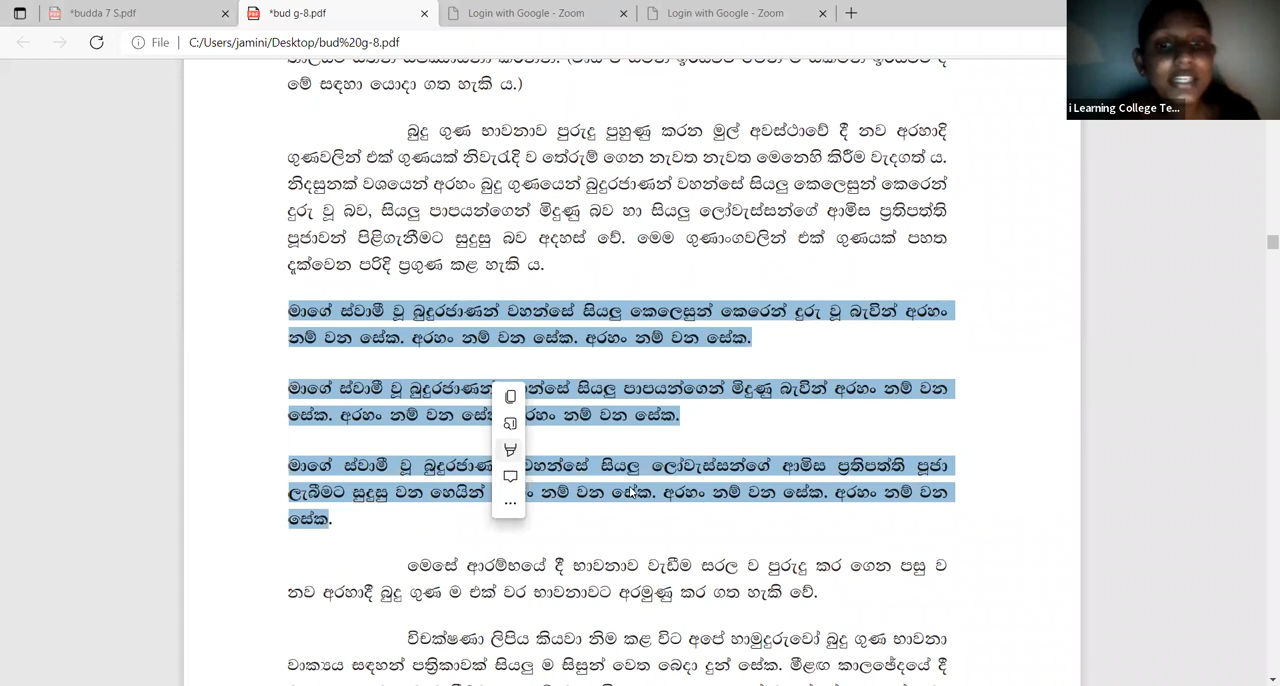 *budda 7 S.pdf
*bud g-8.pdf
Login with Google - Zoom
Login with Google - Zoom
File
C:/Users/jamini/Desktop/bud%20g-8.pdf
i Learning College Te...
මේ සඳහා යොදා ගත හැකි ය.)
බුදු ගුණ භාවනාව පුරුදු පුහුණු කරන මුල් අවස්ථාවේ දී නව අරහාදි
ගුණවලින් එක් ගුණයක් නිවැරැදි ව තේරුම් ගෙන නැවත නැවත මෙනෙහි කිරීම වැදගත් ය.
නිදසුනක් වශයෙන් අරහං බුදු ගුණයෙන් බුදුරජාණන් වහන්සේ සියලු කෙලෙසුන් කෙරෙන්
දුරු වූ බව, සියලු පාපයන්ගෙන් මිදුණු බව හා සියලු ලෝවැස්සන්ගේ ආමිස ප්‍රතිපත්ති
පූජාවන් පිළිගැනීමට සුදුසු බව අදහස් වේ. මෙම ගුණාංගවලින් එක් ගුණයක් පහත
දැක්වෙන පරිදි ප්‍රගුණ කළ හැකි ය.
මාගේ ස්වාමී වූ බුදුරජාණන් වහන්සේ සියලු කෙලෙසුන් කෙරෙන් දුරු වූ බැවින් අරහං
නම් වන සේක. අරහං නම් වන සේක. අරහං නම් වන සේක.
මාගේ ස්වාමී වූ බුදුරජාණන් වහන්සේ සියලු පාපයන්ගෙන් මිදුණු බැවින් අරහං නම් වන
සේක. අරහං නම් වන සේක. අරහං නම් වන සේක.
මාගේ ස්වාමී වූ බුදුරජාණන් වහන්සේ සියලු ලෝවැස්සන්ගේ ආමිස ප්‍රතිපත්ති පූජා
ලැබීමට සුදුසු වන හෙයින් නම් වන සේක. අරහං නම් වන සේක. අරහං නම් වන
සේක.
මෙසේ ආරම්භයේ දී භාවනාව වැඩීම සරල ව පුරුදු කර ගෙන පසු ව
නව අරහාදී බුදු ගුණ ම එක් වර භාවනාවට අරමුණු කර ගත හැකි වේ.
විචක්ෂණා ලිපිය කියවා නිම කළ විට අපේ හාමුදුරුවෝ බුදු ගුණ භාවනා
වාක්‍යය සඳහන් පත්‍රිකාවක් සියලු ම සිසුන් වෙත බෙදා දුන් සේක. මීළඟ කාලඡේදයේ දී